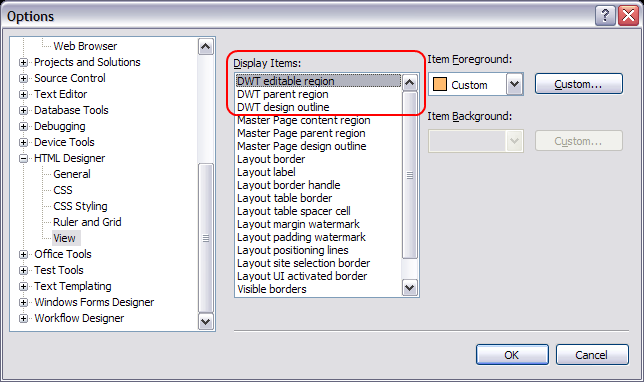 Options
Web Browser
Projects and Solutions
Source Control
Text Editor
Database Tools
Debugging
Device Tools
HTML Designer
General
CSS
CSS Styling
Ruler and Grid
View
Office Tools
Test Tools
Text Templating
Windows Forms Designer
Workflow Designer
Display Items:
DWT editable region
DWT parent region
DWT design outline
Master Page content region
Master Page parent region
Master Page design outline
Layout border
Layout label
Layout border handle
Layout table border
Layout table spacer cell
Layout margin watermark
Layout padding watermark
Layout positioning lines
Layout site selection border
Layout UI activated border
Visible borders
Item Foreground:
Custom
Custom...
Item Background:
Custom...
OK
Cancel